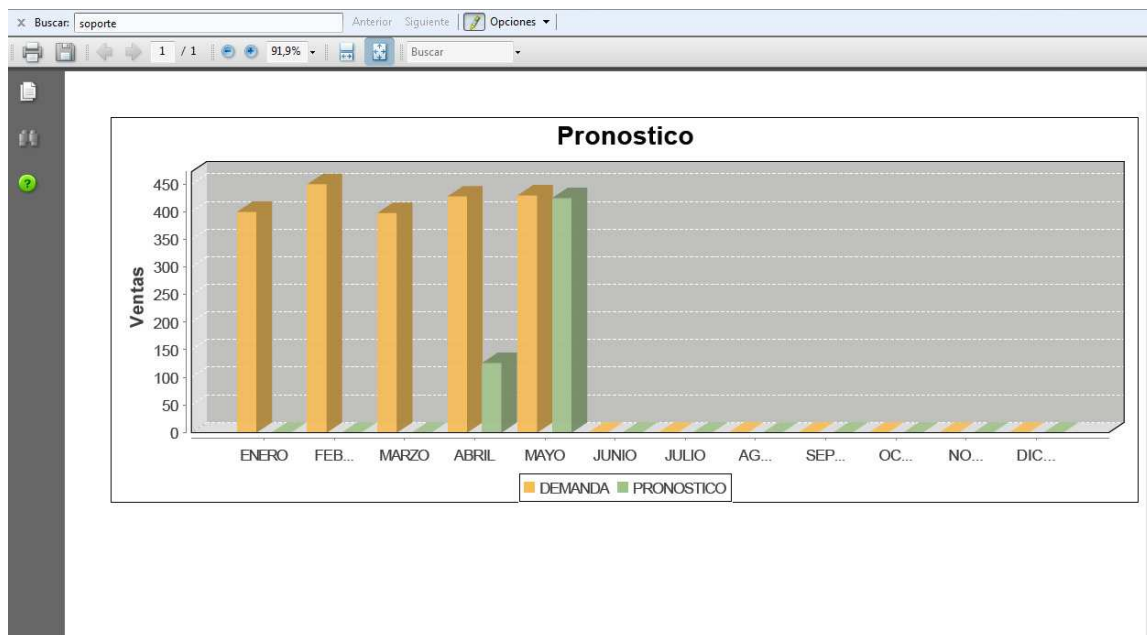 x Buscar: soporte Anterior Siguiente Opciones
1 / 1 91,9% Buscar
Pronostico
Ventas
450
400
350
300
250
200
150
100
50
0
ENERO FEB... MARZO ABRIL MAYO JUNIO JULIO AG... SEP... OC... NO... DIC...
DEMANDA PRONOSTICO